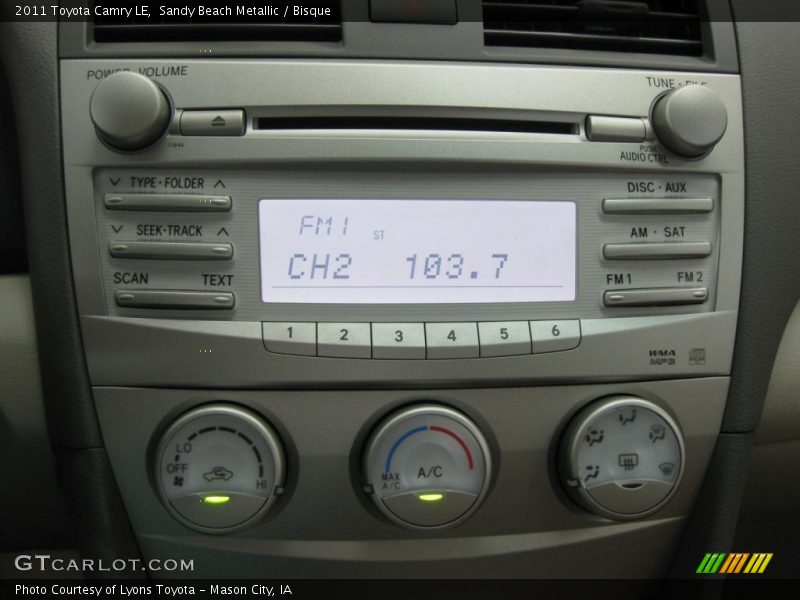 2011 Toyota Camry LE, Sandy Beach Metallic / Bisque
POWER·VOLUME
TUNE·FILE
PUSH
AUDIO CTRL
TYPE·FOLDER
DISC·AUX
SEEK·TRACK
AM·SAT
SCAN TEXT
FM1 FM2
FM1 ST
CH2 103.7
1 2 3 4 5 6
WMA
MP3
LO
OFF
HI
MAX
A/C
A/C
GTCARLOT.COM
Photo Courtesy of Lyons Toyota - Mason City, IA